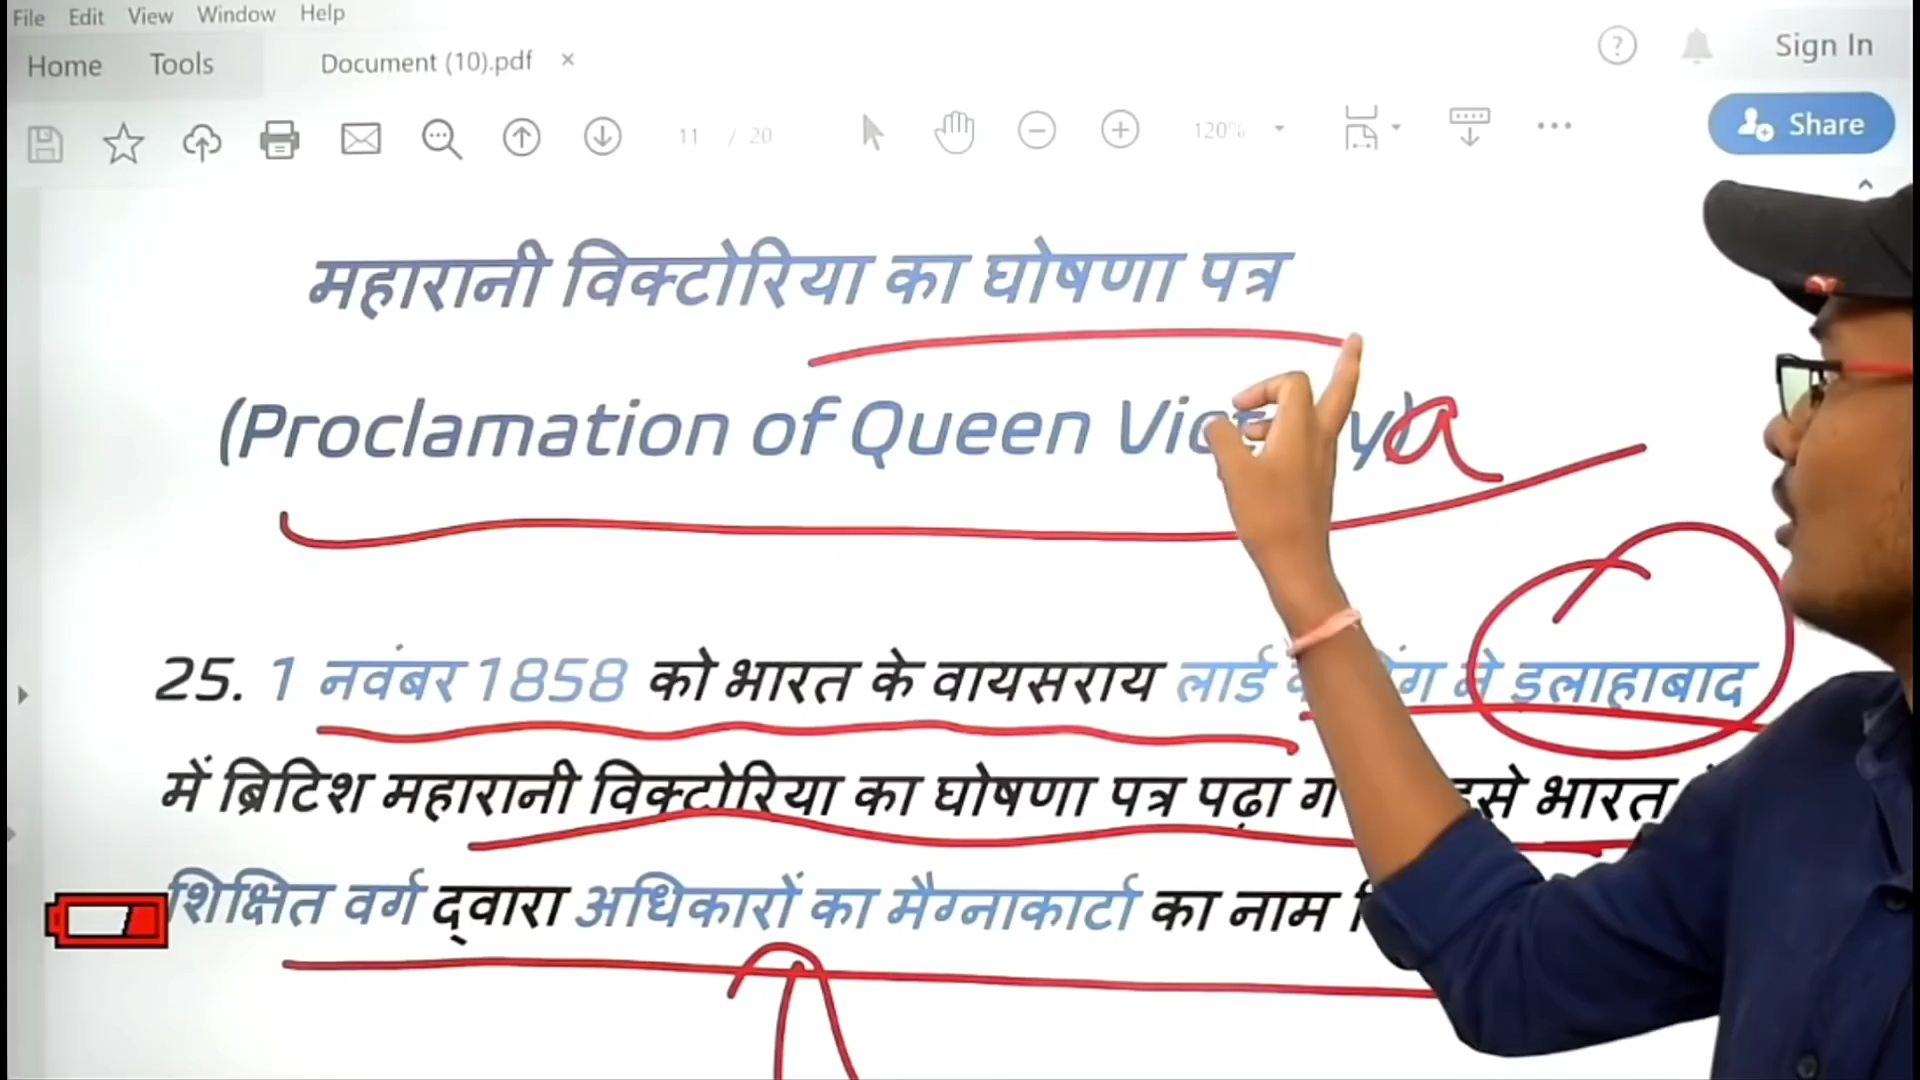 File Edit View Window Help
Home Tools Document (10).pdf ×
Sign In
11 / 20
120%
Share
महारानी विक्टोरिया का घोषणा पत्र
(Proclamation of Queen
a
25. 1 नवंबर 1858 को भारत के वायसराय लार्ड ने इलाहाबाद
में ब्रिटिश महारानी विक्टोरिया का घोषणा पत्र पढ़ा भारत
शिक्षित वर्ग द्वारा अधिकारों का मैग्नाकार्टा का नाम